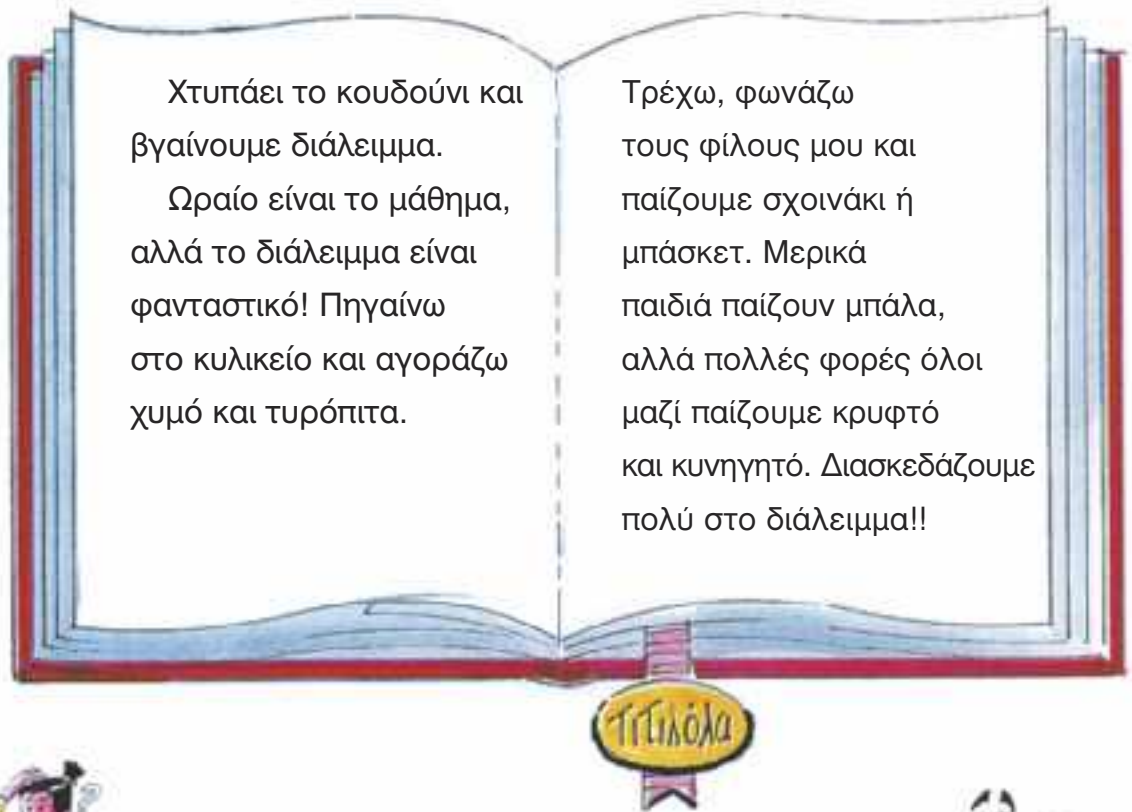 Χτυπάει το κουδούνι και
βγαίνουμε διάλειμμα.
Ωραίο είναι το μάθημα,
αλλά το διάλειμμα είναι
φανταστικό! Πηγαίνω
στο κυλικείο και αγοράζω
χυμό και τυρόπιτα.
Τρέχω, φωνάζω
τους φίλους μου και
παίζουμε σχοινάκι ή
μπάσκετ. Μερικά
παιδιά παίζουν μπάλα,
αλλά πολλές φορές όλοι
μαζί παίζουμε κρυφτό
και κυνηγητό. Διασκεδάζουμε
πολύ στο διάλειμμα!!
Τιτιλόλα